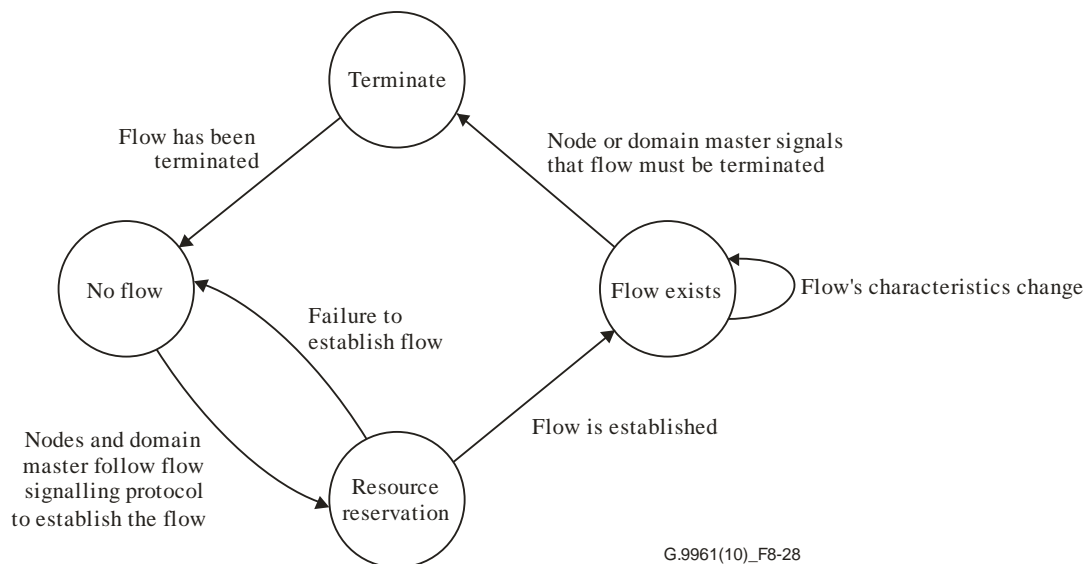 Terminate
Flow has been
terminated
Node or domain master signals
that flow must be terminated
No flow
Flow exists
Flow's characteristics change
Failure to
establish flow
Flow is established
Nodes and domain
master follow flow
signalling protocol
to establish the flow
Resource
reservation
G.9961(10)_F8-28